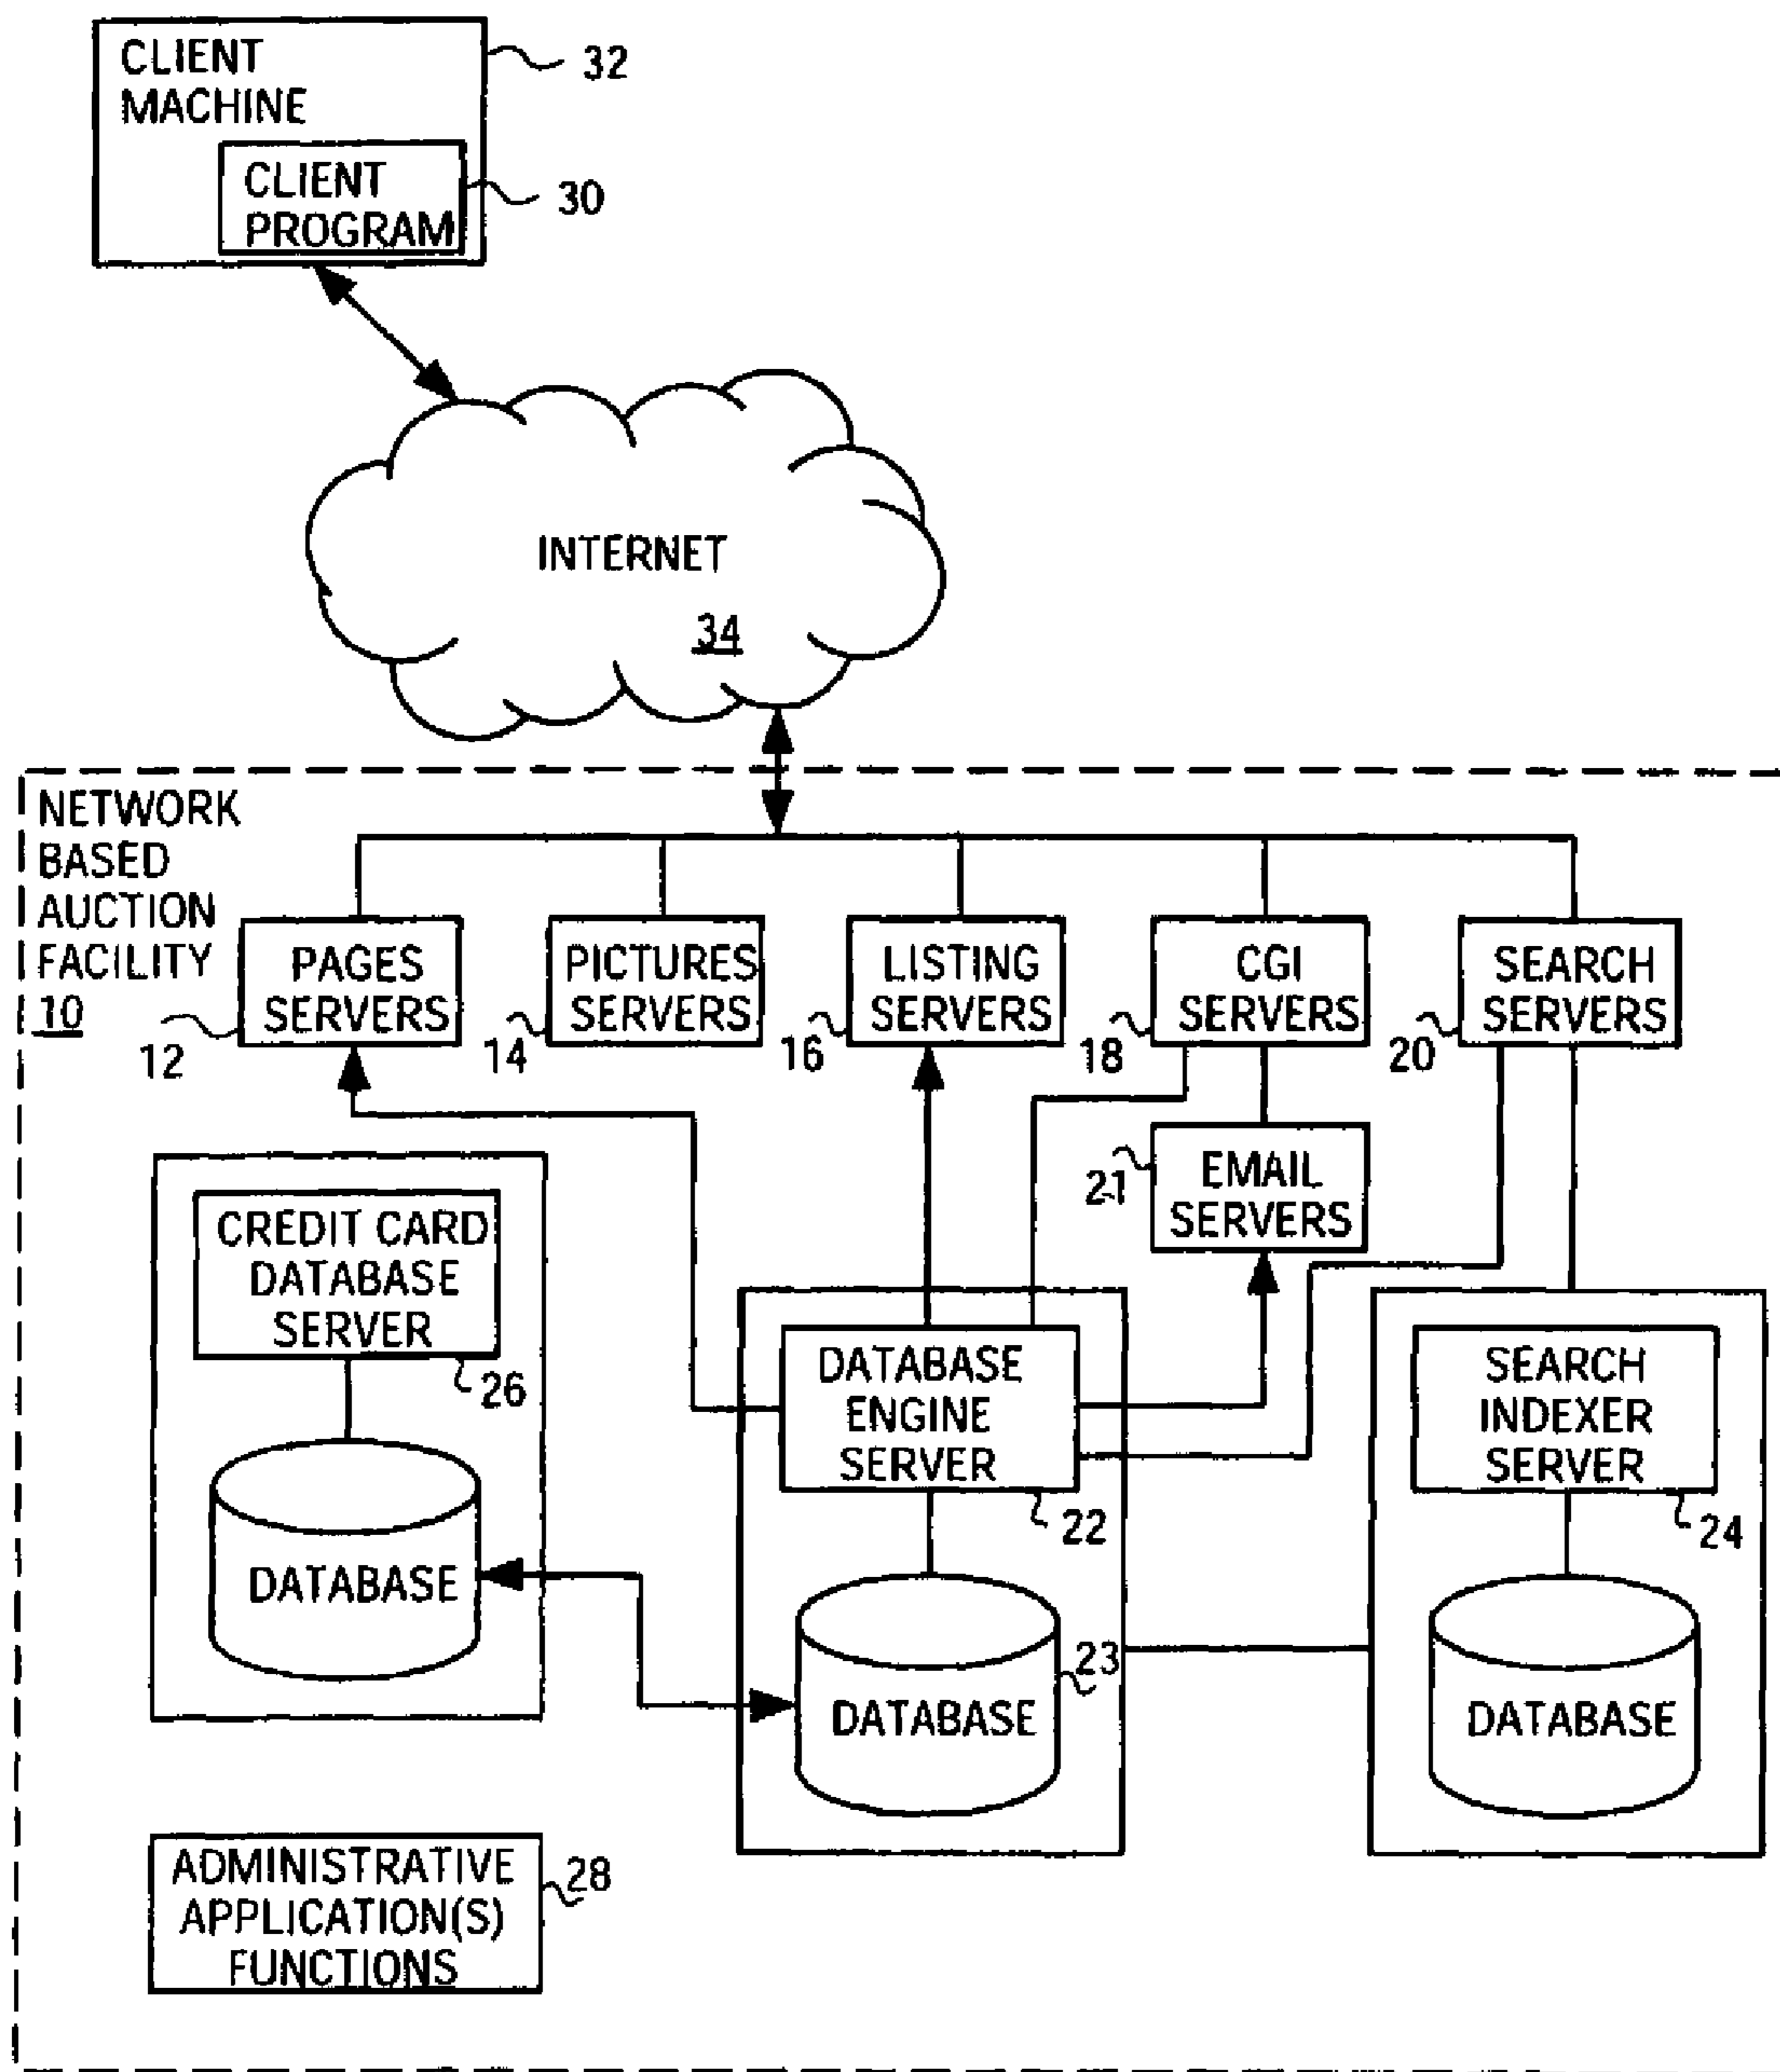 CLIENT
MACHINE
32
CLIENT
PROGRAM
30
INTERNET
34
NETWORK
BASED
AUCTION
FACILITY
10
PAGES
SERVERS
12
PICTURES
SERVERS
14
LISTING
SERVERS
16
CGI
SERVERS
18
SEARCH
SERVERS
20
EMAIL
SERVERS
21
CREDIT CARD
DATABASE
SERVER
26
DATABASE
DATABASE
ENGINE
SERVER
22
DATABASE
23
SEARCH
INDEXER
SERVER
24
DATABASE
ADMINISTRATIVE
APPLICATION(S)
FUNCTIONS
28